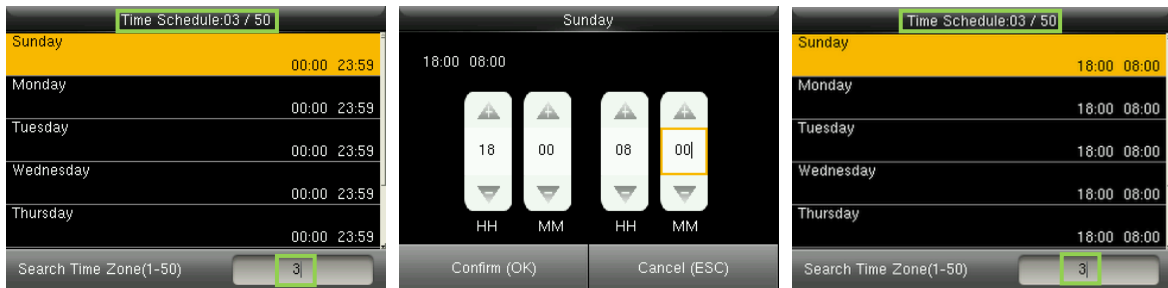 Time Schedule:03 / 50
Sunday
00:00 23:59
Monday
00:00 23:59
Tuesday
00:00 23:59
Wednesday
00:00 23:59
Thursday
00:00 23:59
Search Time Zone(1-50) 3
Sunday
18:00 08:00
18 00 08 00
HH MM HH MM
Confirm (OK) Cancel (ESC)
Time Schedule:03 / 50
Sunday
18:00 08:00
Monday
18:00 08:00
Tuesday
18:00 08:00
Wednesday
18:00 08:00
Thursday
18:00 08:00
Search Time Zone(1-50) 3